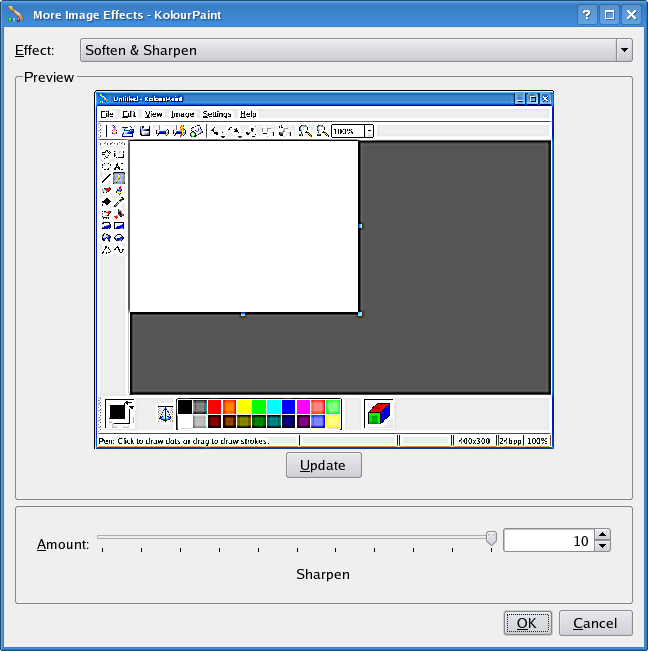 More Image Effects - KolourPaint
Effect: Soften & Sharpen
Preview
Untitled - KolourPaint
File Edit View Image Settings Help
100%
A
Pen: Click to draw dots or drag to draw strokes. 400x300 24bpp 100%
Update
Amount: 10
Sharpen
OK Cancel